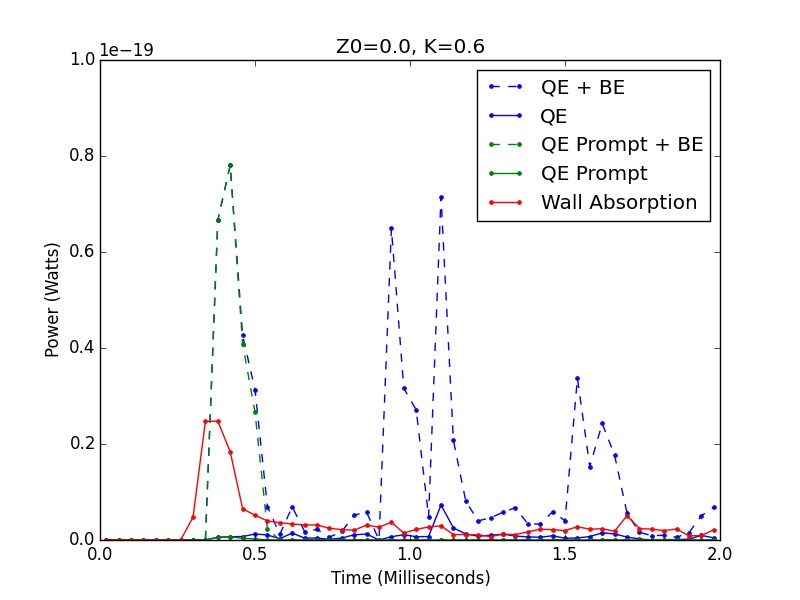 Z0=0.0, K=0.6
1e−19
1.0
0.8
0.6
0.4
0.2
0.0
Power (Watts)
QE + BE
QE
QE Prompt + BE
QE Prompt
Wall Absorption
0.0 0.5 1.0 1.5 2.0
Time (Milliseconds)